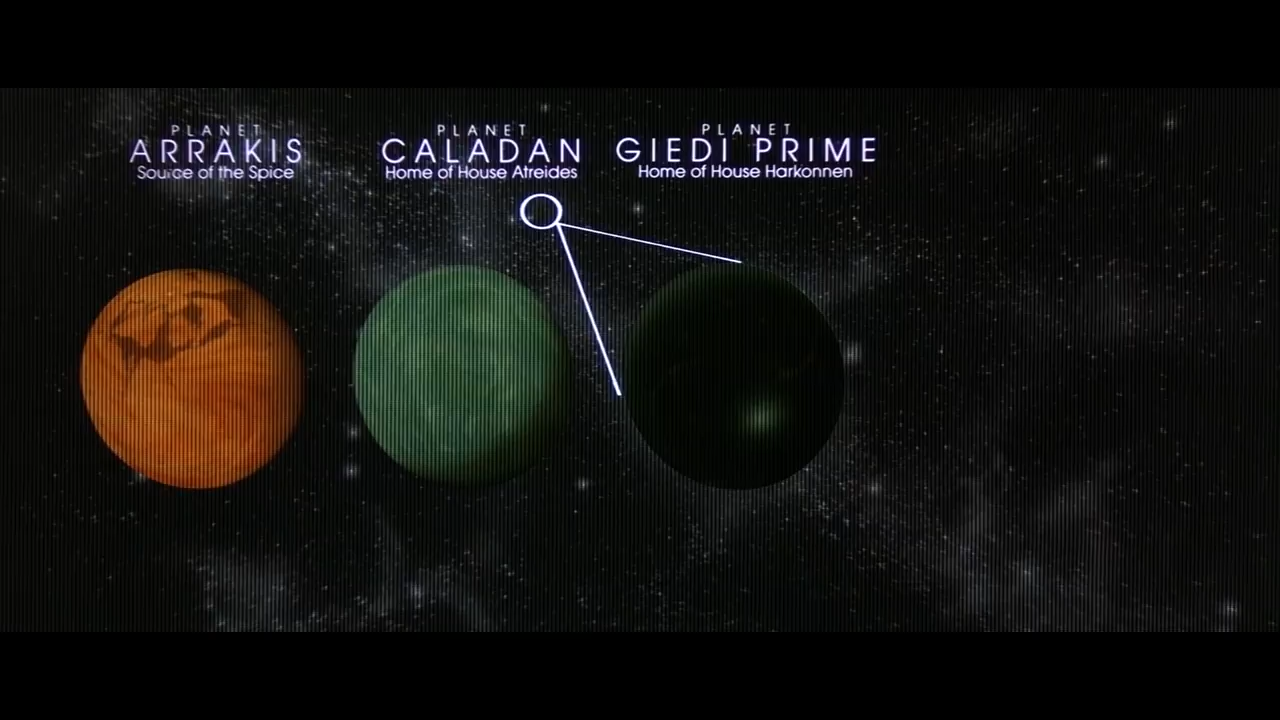 PLANET
ARRAKIS
Source of the Spice
PLANET
CALADAN
Home of House Atreides
PLANET
GIEDI PRIME
Home of House Harkonnen